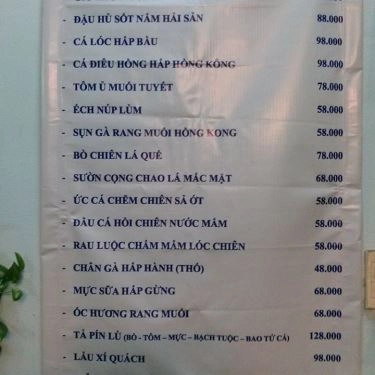 - ĐẬU HỦ SỐT NẤM HẢI SẢN 88.000
- CÁ LÓC HẤP BẦU 98.000
- CÁ ĐIÊU HỒNG HẤP HỒNG KÔNG 98.000
- TÔM Ủ MUỐI TUYẾT 78.000
- ẾCH NÚP LÙM 58.000
- SỤN GÀ RANG MUỐI HỒNG KONG 58.000
- BÒ CHIÊN LÁ QUẾ 78.000
- SƯỜN CỌNG CHAO LÁ MẮC MẬT 68.000
- ỨC CÁ CHẼM CHIÊN SẢ ỚT 58.000
- ĐẦU CÁ HỒI CHIÊN NƯỚC MẮM 58.000
- RAU LUỘC CHẤM MẮM LÓC CHIÊN 58.000
- CHÂN GÀ HẤP HÀNH (THỐ) 48.000
- MỰC SỮA HẤP GỪNG 68.000
- ỐC HƯƠNG RANG MUỐI 68.000
- TẢ PÍN LÙ (BÒ - TÔM – MỰC – BẠCH TUỘC – BAO TỬ CÁ) 128.000
- LẨU XÍ QUÁCH 98.000